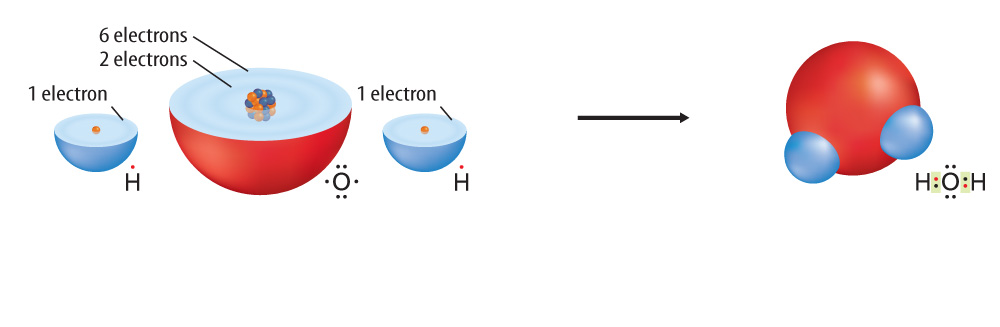 6 electrons
2 electrons
1 electron
1 electron
H
·Ö·
H
H:Ö:H